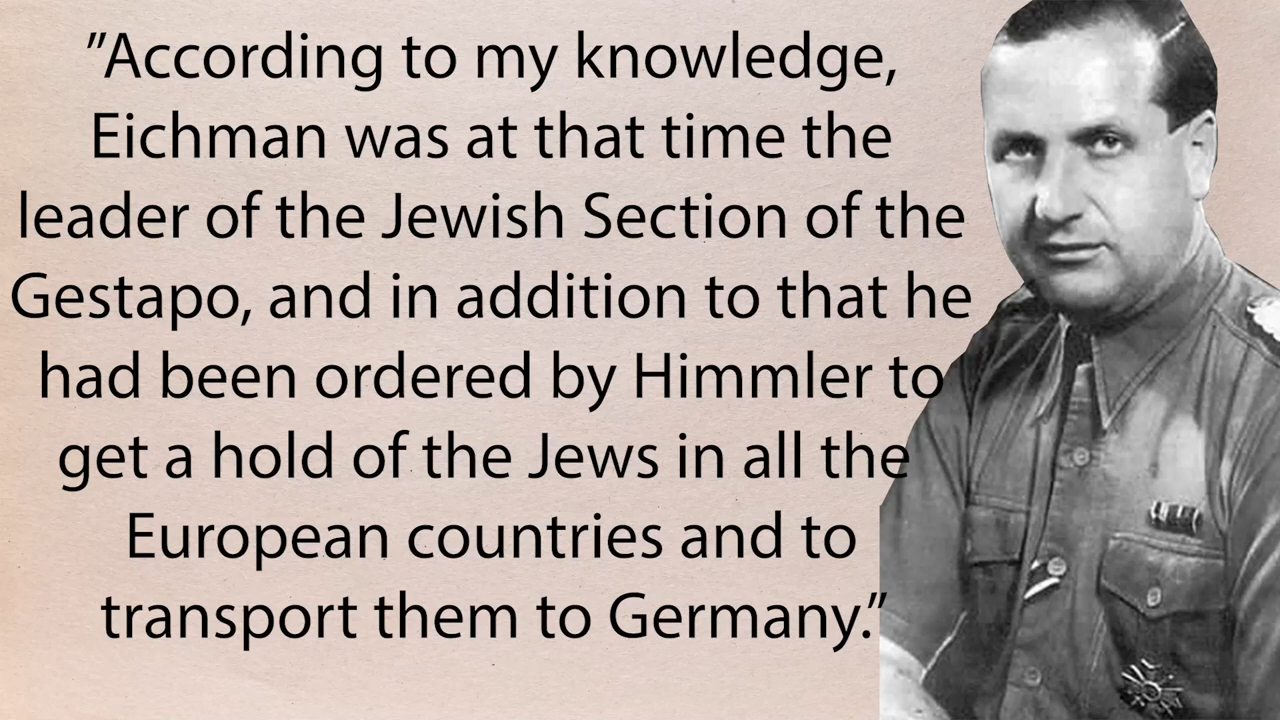 ”According to my knowledge,
Eichman was at that time the
leader of the Jewish Section of the
Gestapo, and in addition to that he
had been ordered by Himmler to
get a hold of the Jews in all the
European countries and to
transport them to Germany.”